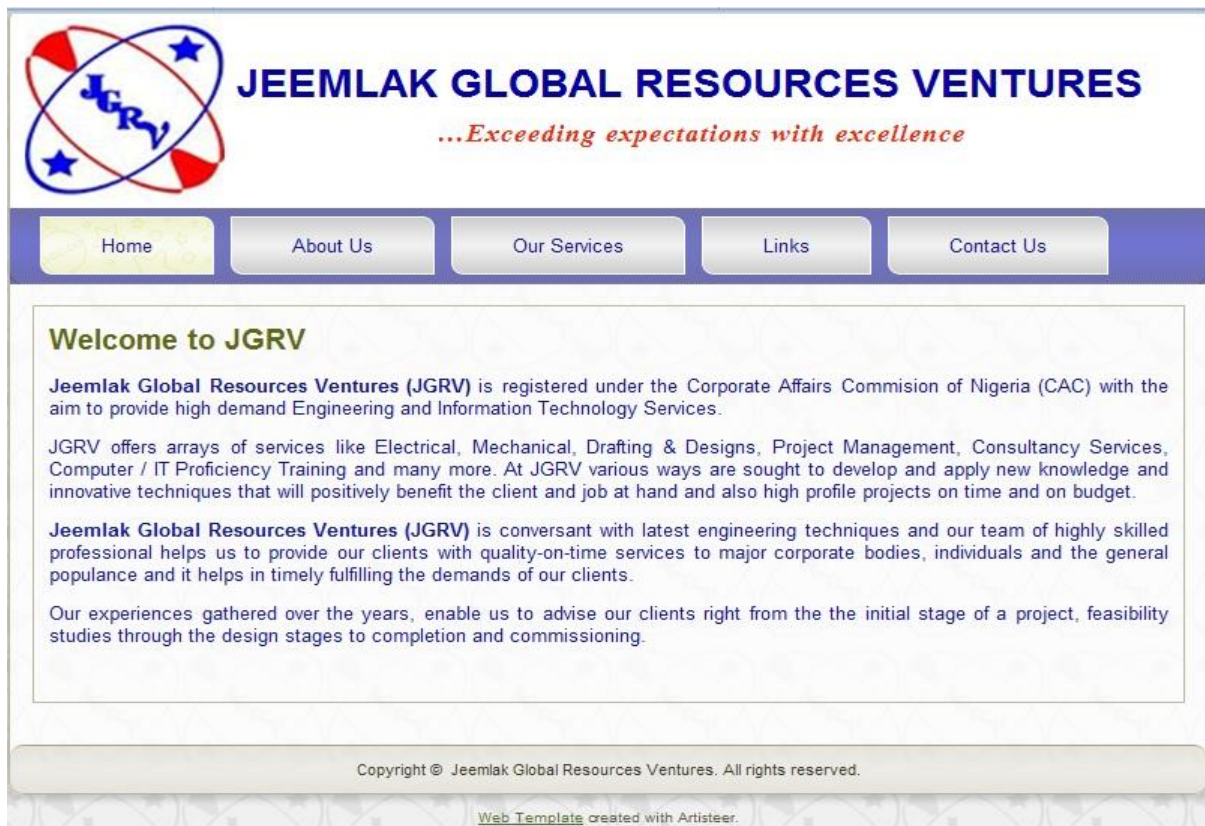 JGRV
JEEMLAK GLOBAL RESOURCES VENTURES
...Exceeding expectations with excellence
Home
About Us
Our Services
Links
Contact Us
Welcome to JGRV
Jeemlak Global Resources Ventures (JGRV) is registered under the Corporate Affairs Commision of Nigeria (CAC) with the
aim to provide high demand Engineering and Information Technology Services.
JGRV offers arrays of services like Electrical, Mechanical, Drafting & Designs, Project Management, Consultancy Services,
Computer / IT Proficiency Training and many more. At JGRV various ways are sought to develop and apply new knowledge and
innovative techniques that will positively benefit the client and job at hand and also high profile projects on time and on budget.
Jeemlak Global Resources Ventures (JGRV) is conversant with latest engineering techniques and our team of highly skilled
professional helps us to provide our clients with quality-on-time services to major corporate bodies, individuals and the general
populance and it helps in timely fulfilling the demands of our clients.
Our experiences gathered over the years, enable us to advise our clients right from the the initial stage of a project, feasibility
studies through the design stages to completion and commissioning.
Copyright © Jeemlak Global Resources Ventures. All rights reserved.
Web Template created with Artisteer.